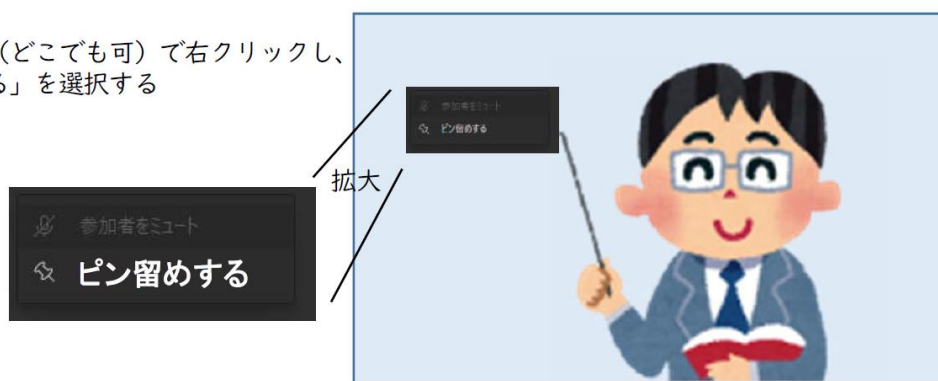 （どこでも可）で右クリックし、
る」を選択する
参加者をミュート
ピン留めする
拡大
参加者をミュート
ピン留めする